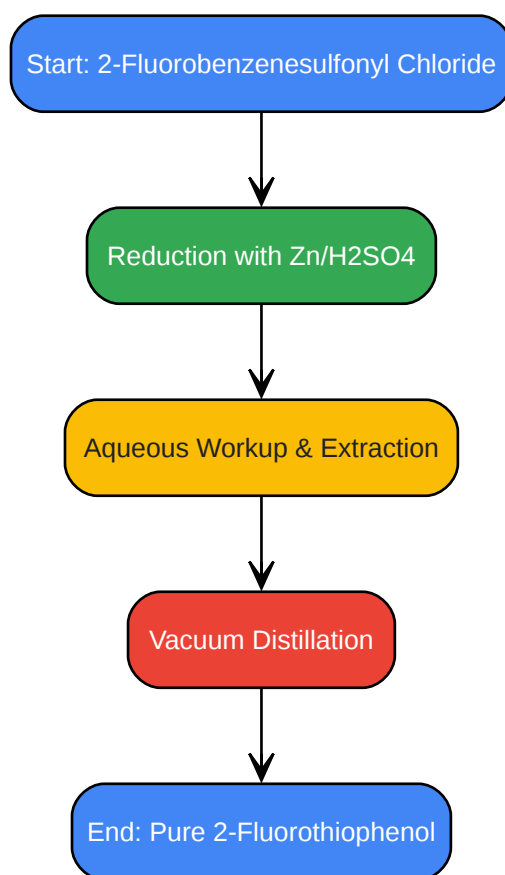 Start: 2-Fluorobenzenesulfonyl Chloride
Reduction with Zn/H2SO4
Aqueous Workup & Extraction
Vacuum Distillation
End: Pure 2-Fluorothiophenol